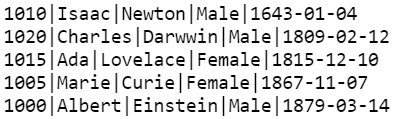 1010|Isaac|Newton|Male|1643-01-04
1020|Charles|Darwwin|Male|1809-02-12
1015|Ada|Lovelace|Female|1815-12-10
1005|Marie|Curie|Female|1867-11-07
1000|Albert|Einstein|Male|1879-03-14